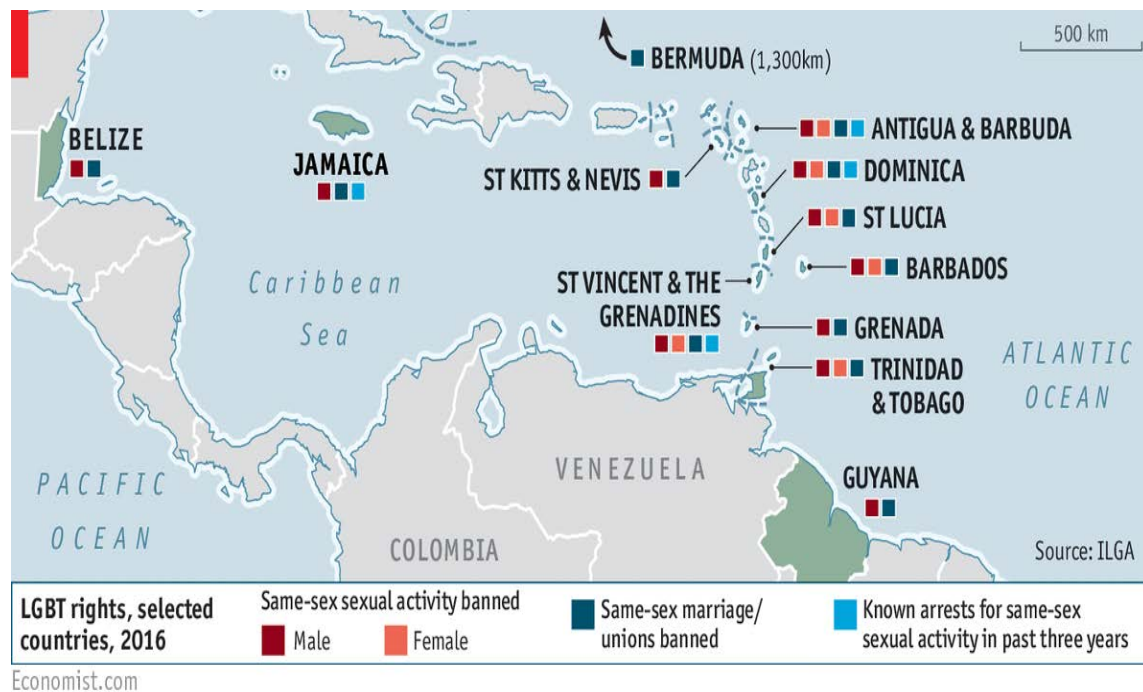 500 km
BERMUDA (1,300km)
BELIZE
JAMAICA
ANTIGUA & BARBUDA
ST KITTS & NEVIS
DOMINICA
ST LUCIA
Caribbean
Sea
ST VINCENT & THE
GRENADINES
BARBADOS
GRENADA
TRINIDAD
& TOBAGO
ATLANTIC
OCEAN
VENEZUELA
GUYANA
PACIFIC
OCEAN
COLOMBIA
Source: ILGA
LGBT rights, selected
countries, 2016
Same-sex sexual activity banned
Male
Female
Same-sex marriage/
unions banned
Known arrests for same-sex
sexual activity in past three years
Economist.com